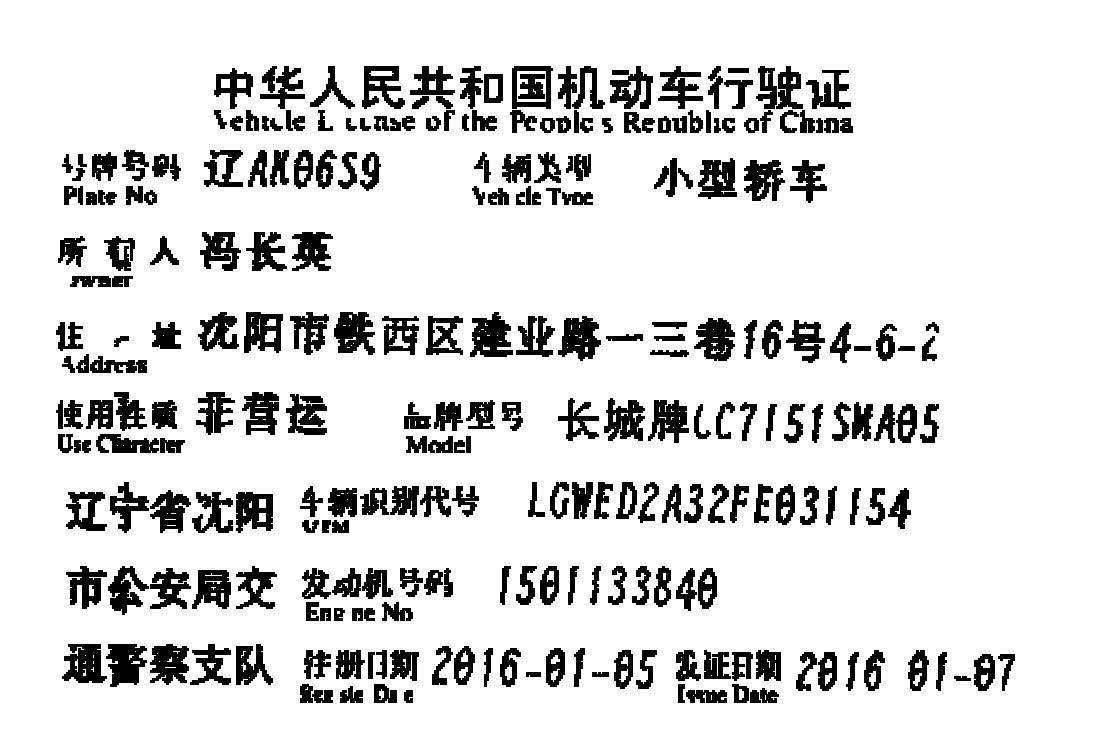 中华人民共和国机动车行驶证
Vehicle License of the People's Republic of China
号牌号码 辽AK06S9 车辆类型 小型轿车
Plate No Vehicle Type
所有人 冯长英
Owner
住 址 沈阳市铁西区建业路一三巷16号4-6-2
Address
使用性质 非营运 品牌型号 长城牌CC7151SMA05
Use Character Model
辽宁省沈阳 车辆识别代号 LGWED2A32FE031154
VIN
市公安局交 发动机号码 1501133840
Engine No
通警察支队 注册日期 2016-01-05 发证日期 2016 01-07
Register Date Issue Date